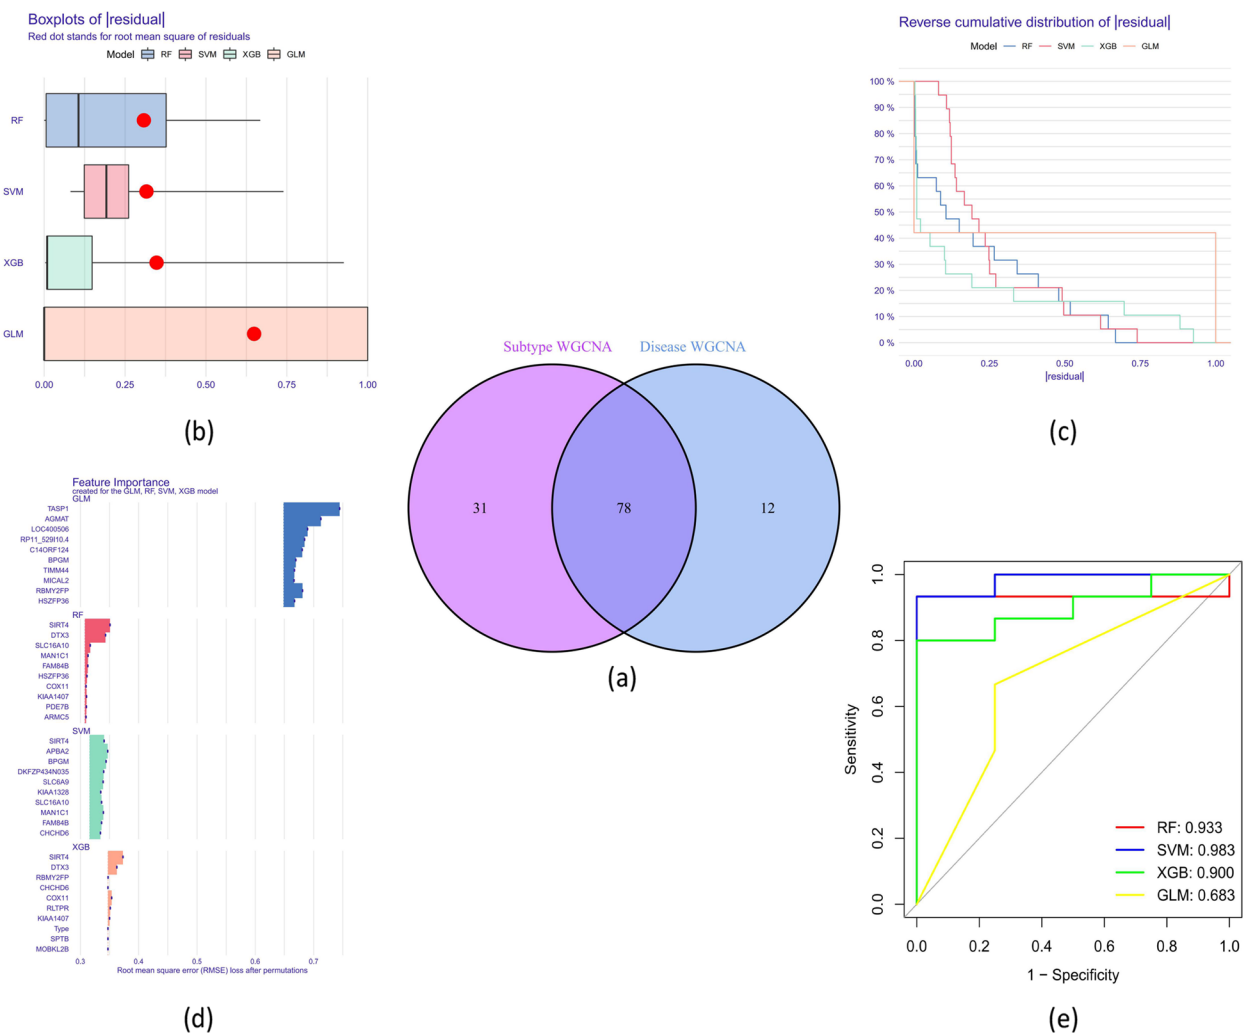 Boxplots of |residual|
Red dot stands for root mean square of residuals
Model RF SVM XGB GLM
RF
SVM
XGB
GLM
0.00 0.25 0.50 0.75 1.00
(b)
Reverse cumulative distribution of |residual|
Model RF SVM XGB GLM
100 %
90 %
80 %
70 %
60 %
50 %
40 %
30 %
20 %
10 %
0 %
0.00 0.25 0.50 0.75 1.00
|residual|
(c)
Subtype WGCNA Disease WGCNA
31 78 12
(a)
Feature Importance
created for the GLM, RF, SVM, XGB model
GLM
TASP1
AGMAT
LOC400506
RP11_529I10.4
C14ORF124
BPGM
TIMM44
MICAL2
RBMY2FP
HSZFP36
RF
SIRT4
DTX3
SLC16A10
MAN1C1
FAM84B
HSZFP36
COX11
KIAA1407
PDE7B
ARMC5
SVM
SIRT4
APBA2
BPGM
DKFZP434N035
SLC6A9
KIAA1328
SLC16A10
MAN1C1
FAM84B
CHCHD6
XGB
SIRT4
DTX3
RBMY2FP
CHCHD6
COX11
RLTPR
KIAA1407
Type
SPTB
MOBKL2B
0.3 0.4 0.5 0.6 0.7
Root mean square error (RMSE) loss after permutations
(d)
Sensitivity
1.0
0.8
0.6
0.4
0.2
0.0
RF: 0.933
SVM: 0.983
XGB: 0.900
GLM: 0.683
0.0 0.2 0.4 0.6 0.8 1.0
1 − Specificity
(e)